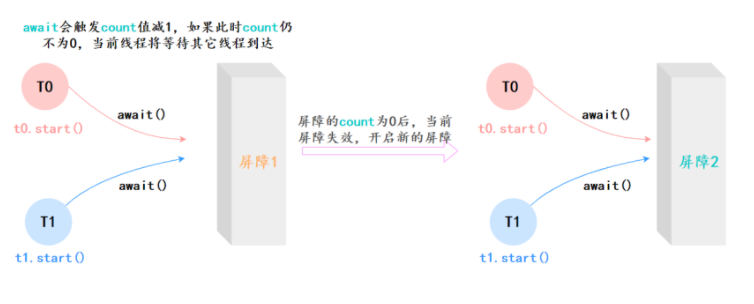 await会触发count值减1，如果此时count仍
不为0，当前线程将等待其它线程到达
T0
await()
t0.start()
屏障1
await()
T1
t1.start()
屏障的count为0后，当前
屏障失效，开启新的屏障
T0
await()
t0.start()
屏障2
await()
T1
t1.start()